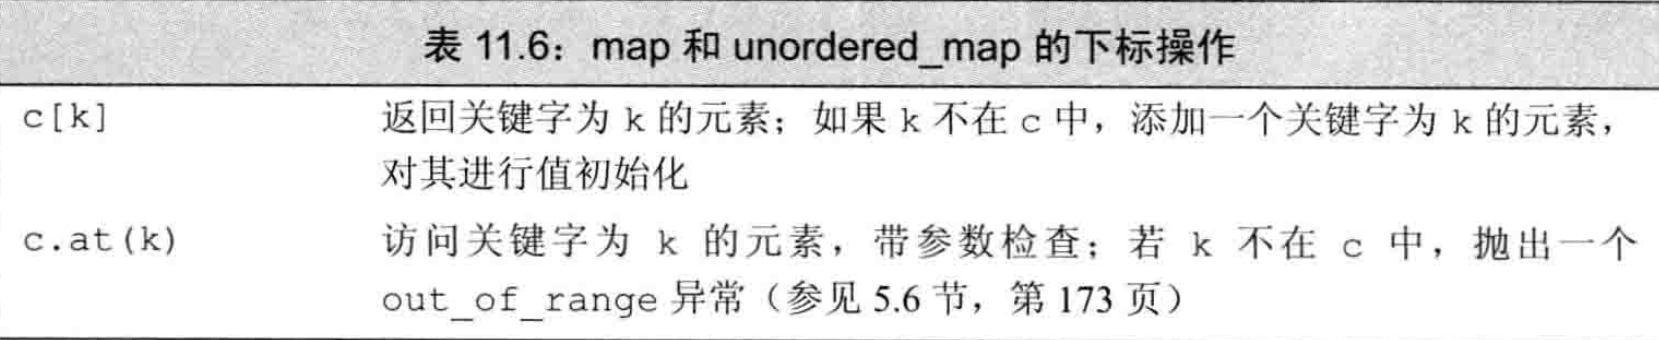 表 11.6：map 和 unordered_map 的下标操作
c[k] 返回关键字为 k 的元素；如果 k 不在 c 中，添加一个关键字为 k 的元素，
对其进行值初始化
c.at(k) 访问关键字为 k 的元素，带参数检查；若 k 不在 c 中，抛出一个
out_of_range 异常（参见 5.6 节，第 173 页）